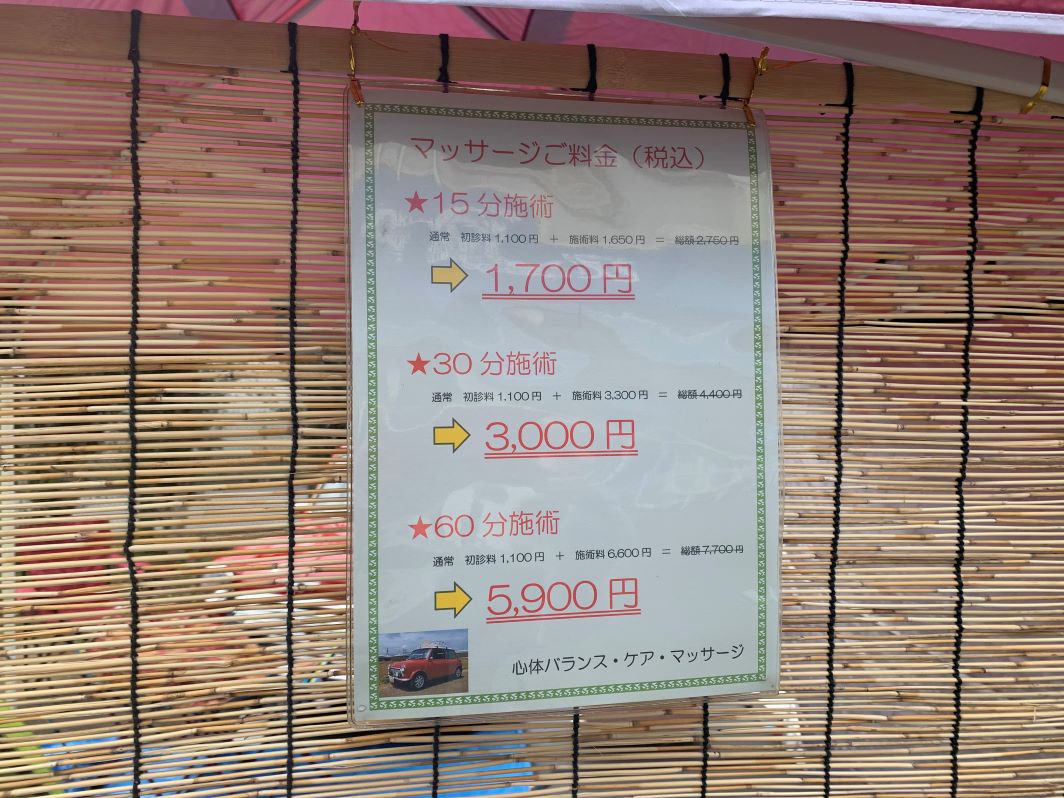 マッサージご料金（税込）
★15分施術
通常　初診料 1,100円　＋　施術料 1,650円　＝　総額 2,750円
1,700円
★30分施術
通常　初診料 1,100円　＋　施術料 3,300円　＝　総額 4,400円
3,000円
★60分施術
通常　初診料 1,100円　＋　施術料 6,600円　＝　総額 7,700円
5,900円
心体バランス・ケア・マッサージ